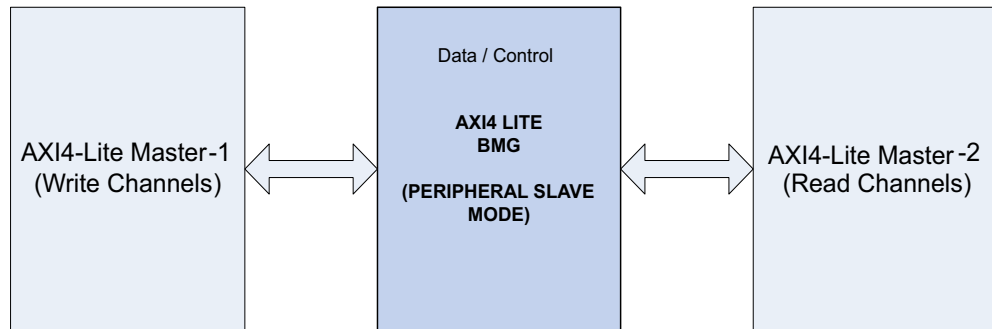 AXI4-Lite Master-1
(Write Channels)
Data / Control
AXI4 LITE
BMG
(PERIPHERAL SLAVE
MODE)
AXI4-Lite Master-2
(Read Channels)